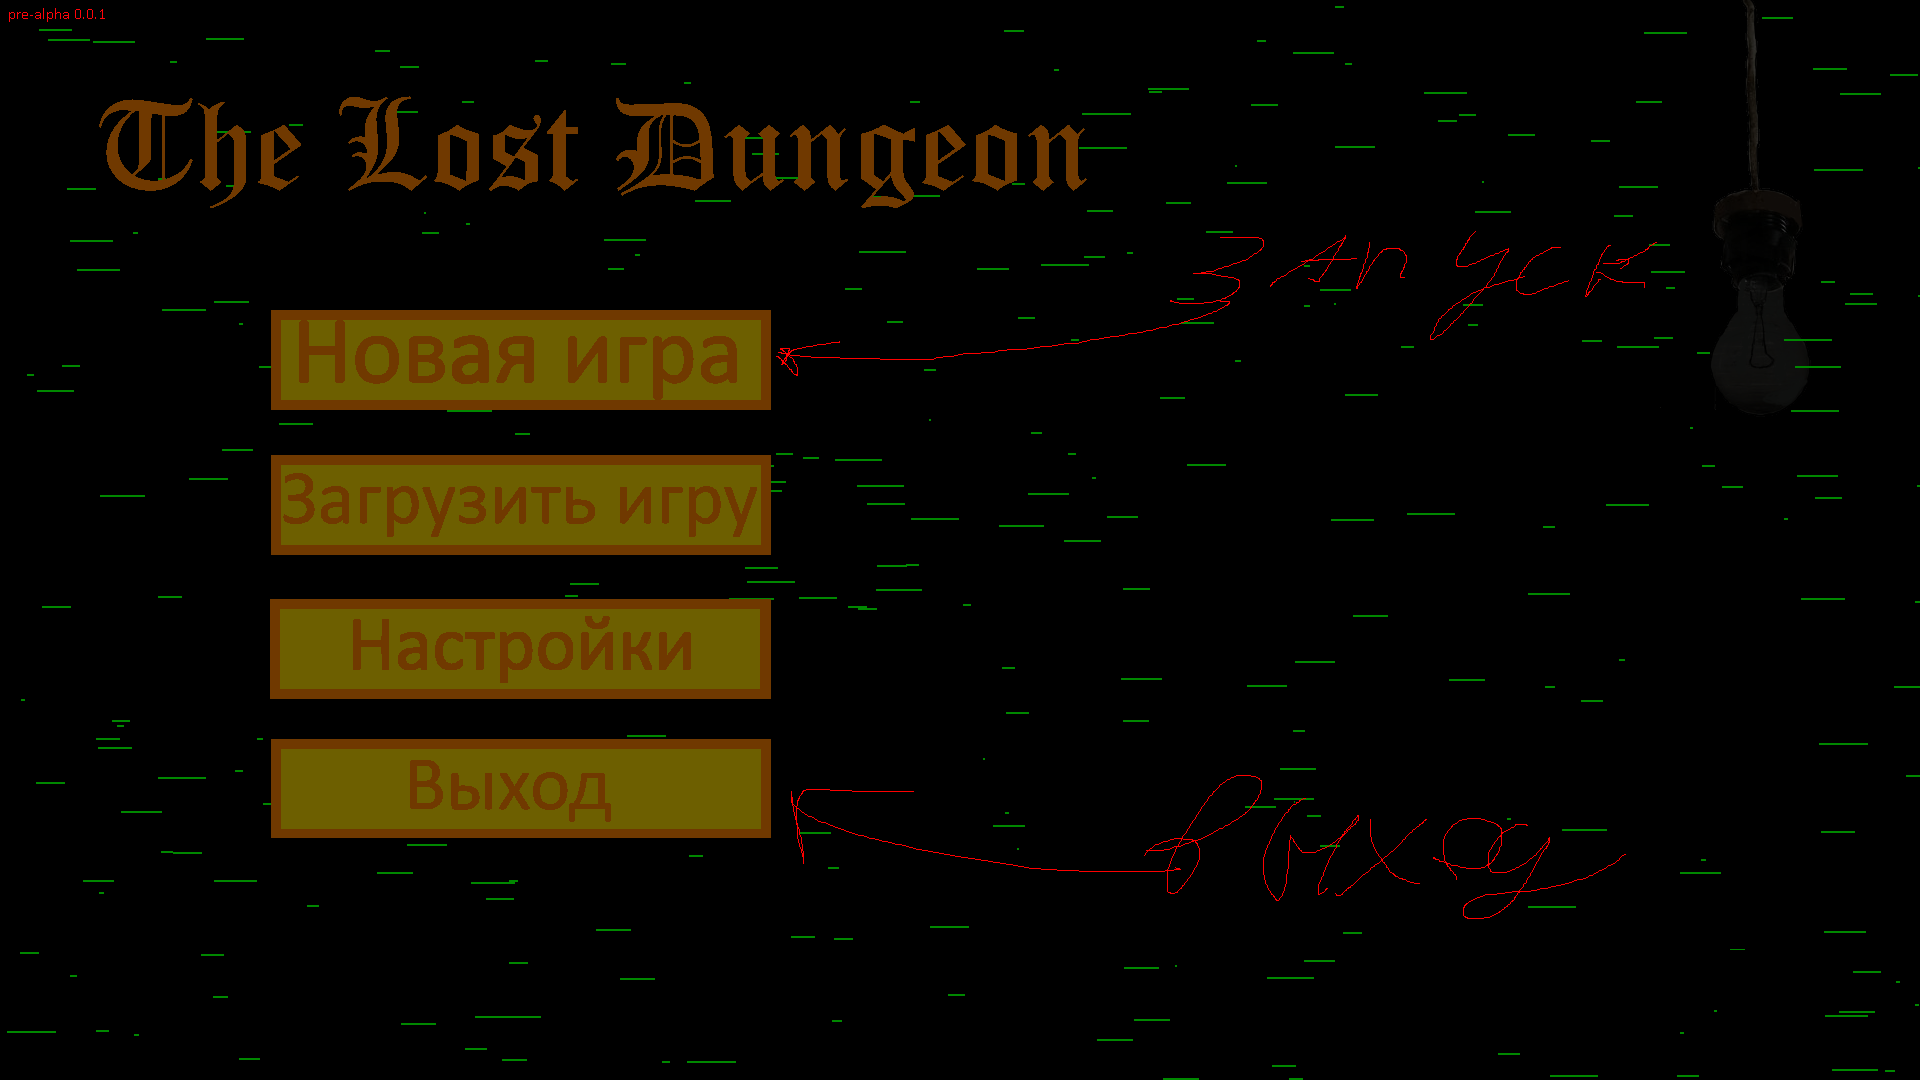 pre-alpha 0.0.1
The Lost Dungeon
Запуск
Новая игра
Загрузить игру
Настройки
Выход
Выход